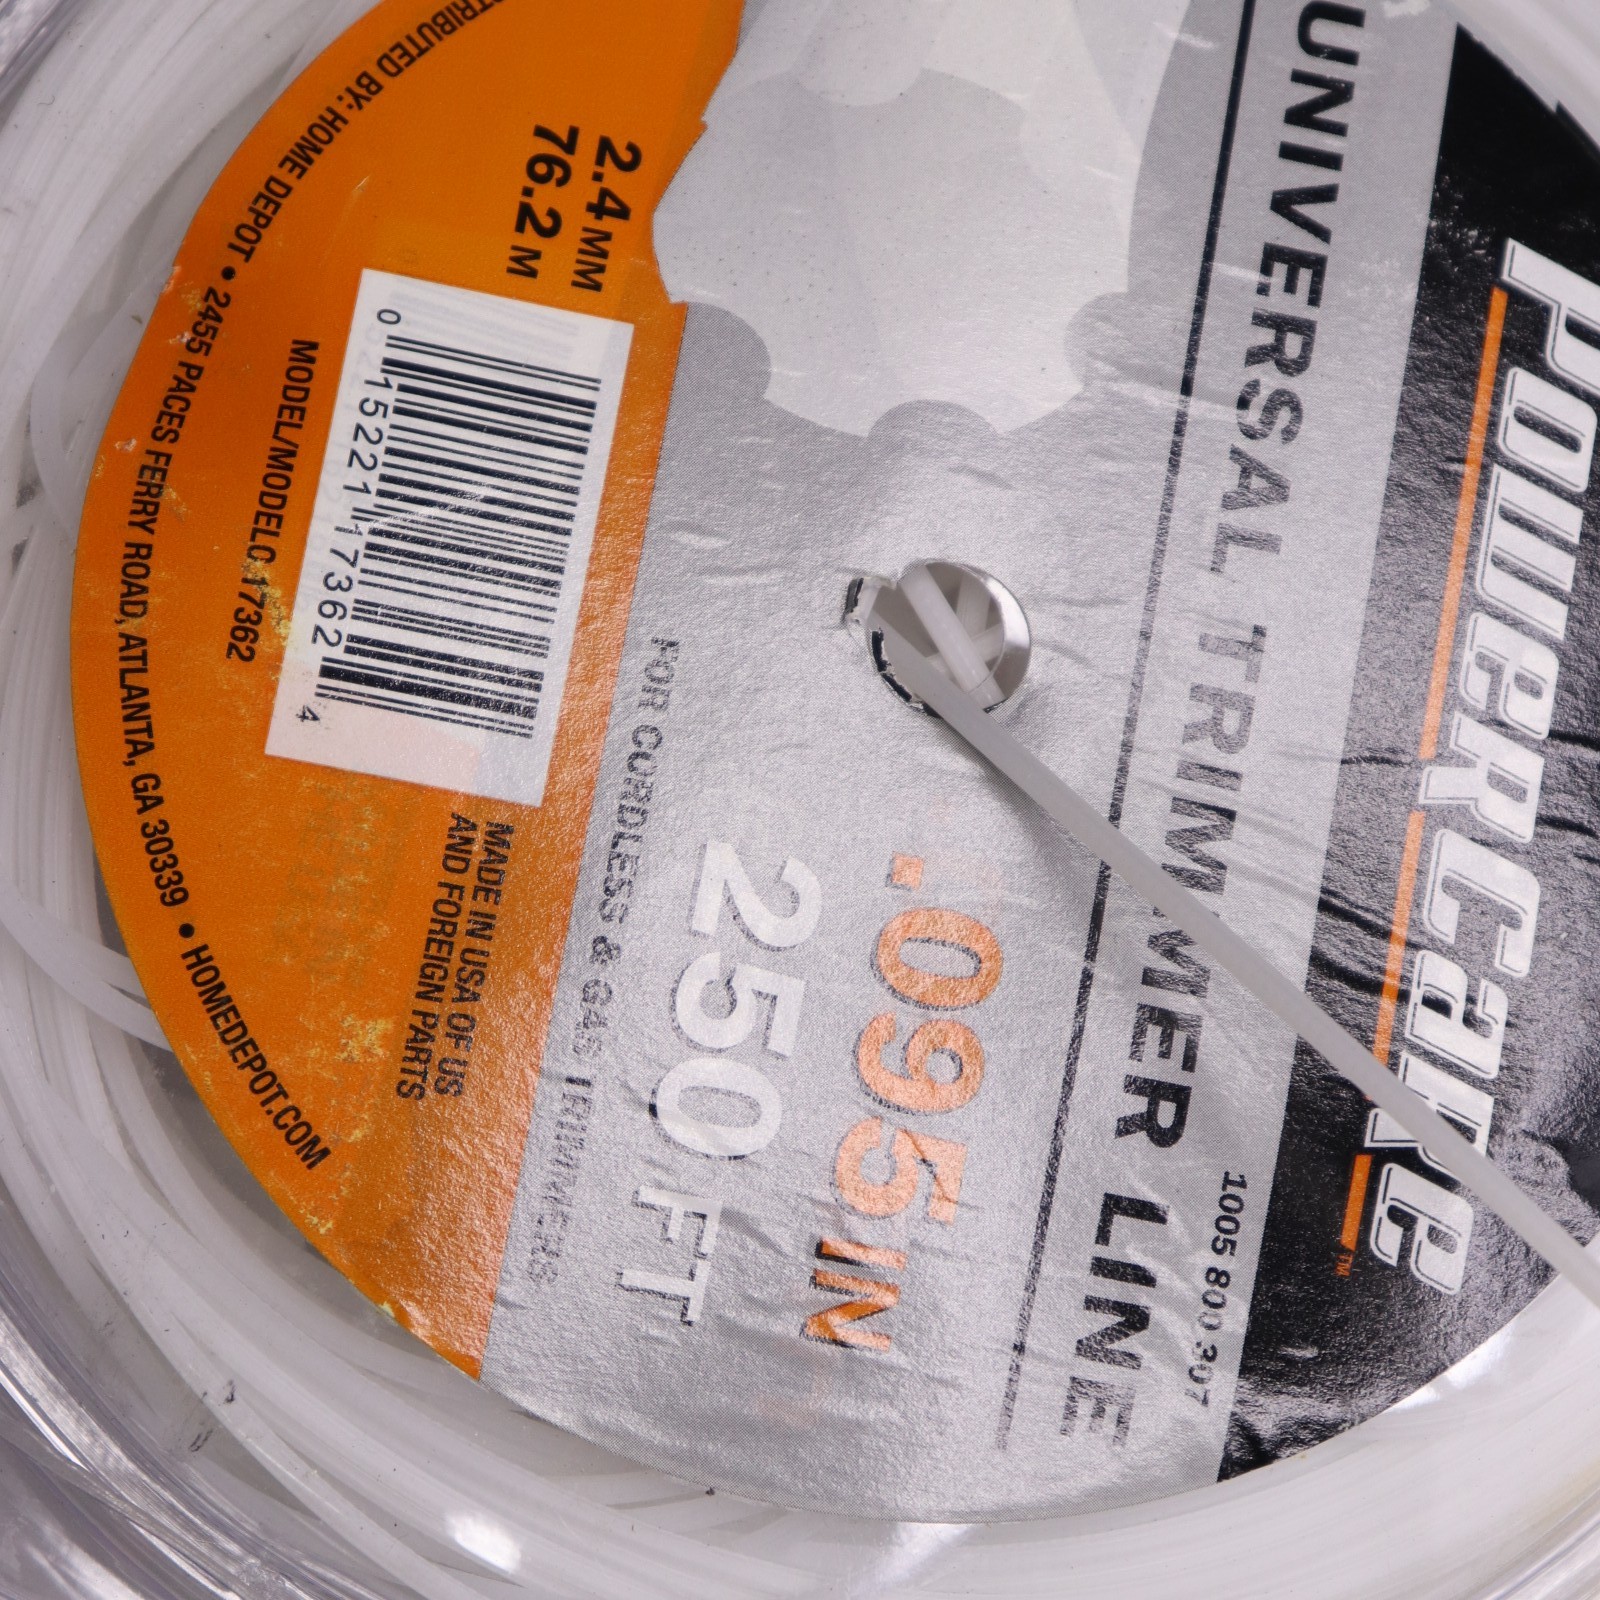 PowerCare™
1005 800 307
UNIVERSAL TRIMMER LINE
.095 IN
250 FT
FOR CORDLESS & GAS TRIMMERS
2.4 MM
76.2 M
0 15221 17362 4
MADE IN USA OF US
AND FOREIGN PARTS
MODEL/MODELO 17362
BY: HOME DEPOT • 2455 PACES FERRY ROAD, ATLANTA, GA 30339 • HOMEDEPOT.COM